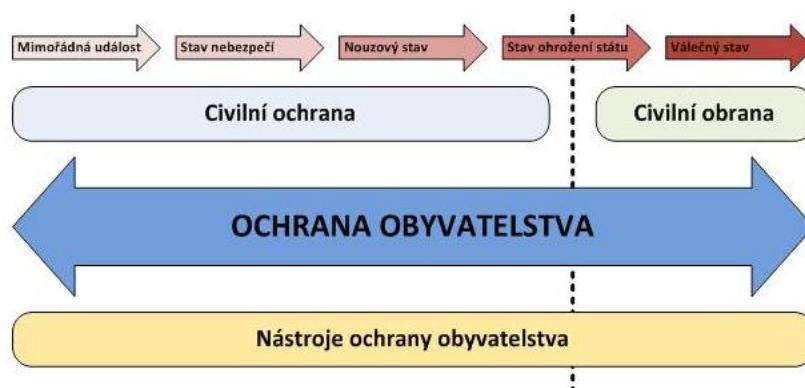 Mimořádná událost
Stav nebezpečí
Nouzový stav
Stav ohrožení státu
Válečný stav
Civilní ochrana
Civilní obrana
OCHRANA OBYVATELSTVA
Nástroje ochrany obyvatelstva